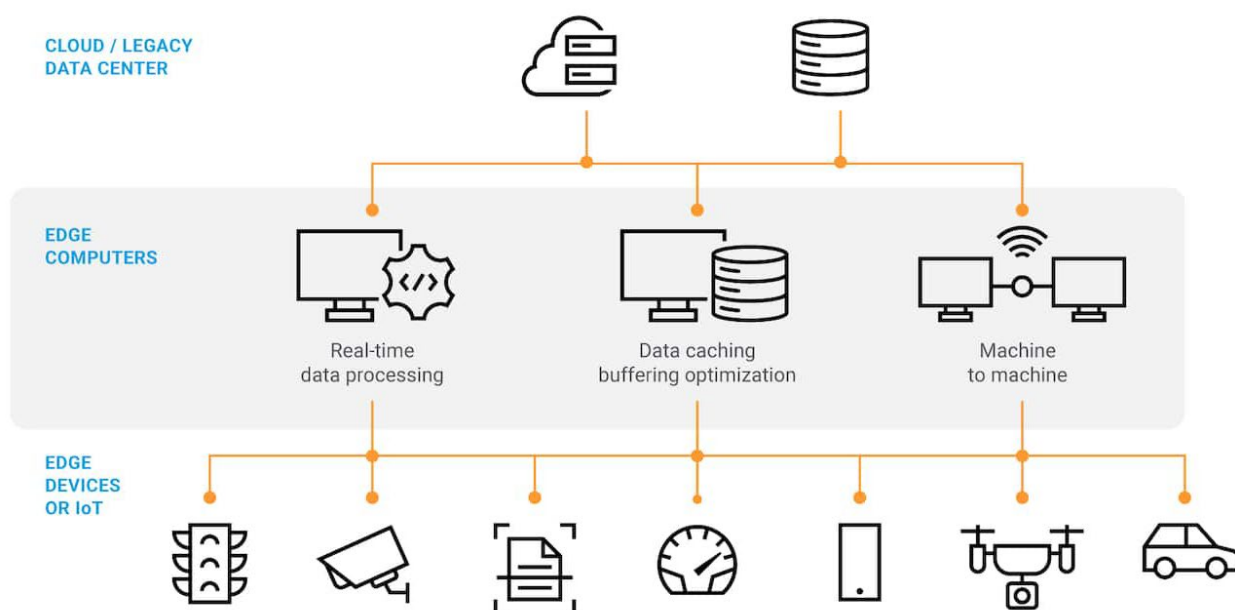 CLOUD / LEGACY
DATA CENTER
EDGE
COMPUTERS
</>
Real-time
data processing
Data caching
buffering optimization
Machine
to machine
EDGE
DEVICES
OR IoT